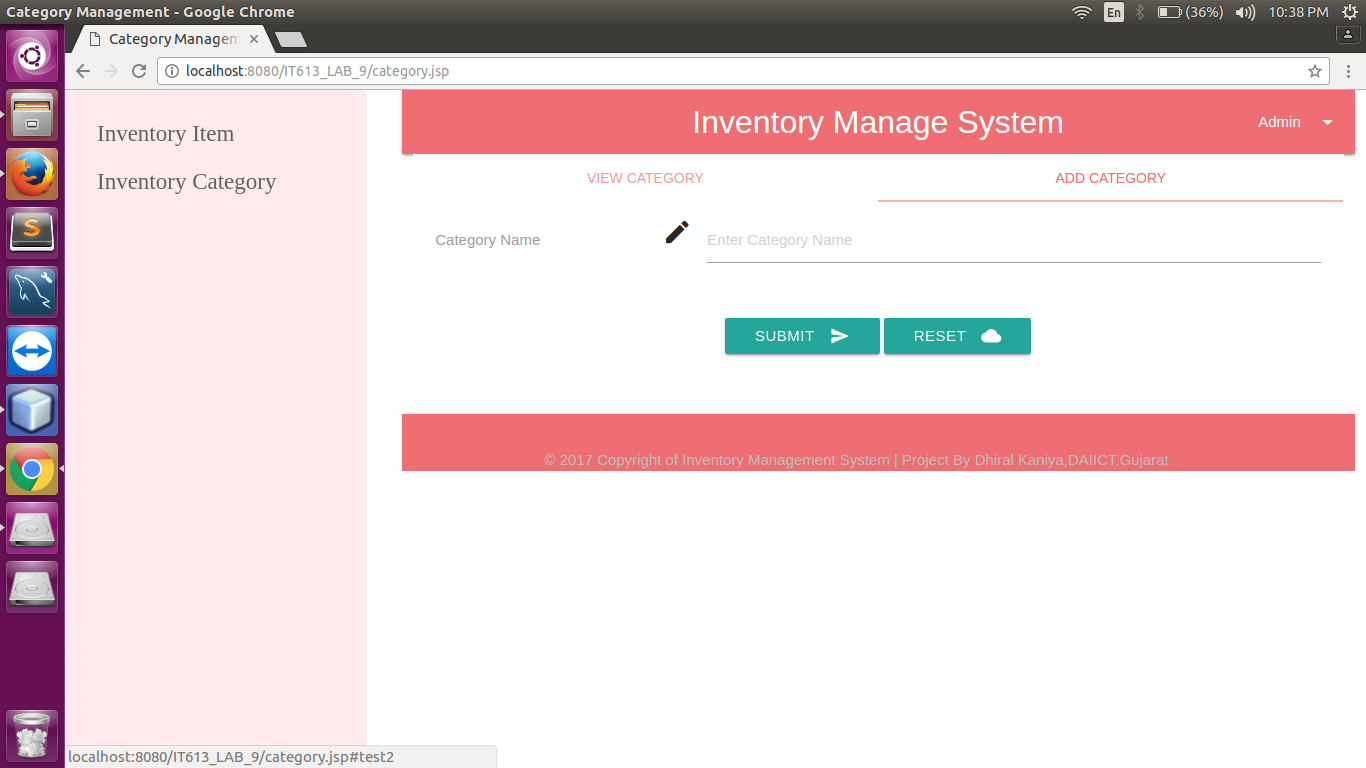 Category Management - Google Chrome
En
(36%)
10:38 PM
Category Managem
localhost:8080/IT613_LAB_9/category.jsp
Inventory Item
Inventory Category
Inventory Manage System
Admin
VIEW CATEGORY
ADD CATEGORY
Category Name
Enter Category Name
SUBMIT
RESET
© 2017 Copyright of Inventory Management System | Project By Dhiral Kaniya,DAIICT,Gujarat
localhost:8080/IT613_LAB_9/category.jsp#test2